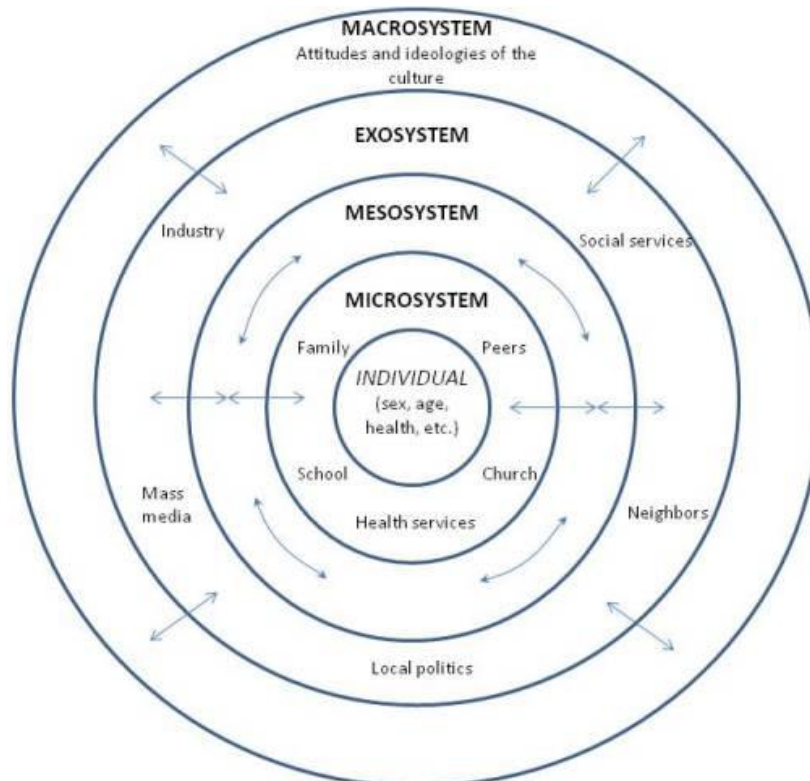 MACROSYSTEM
Attitudes and ideologies of the
culture
EXOSYSTEM
MESOSYSTEM
Industry
Social services
MICROSYSTEM
Family
Peers
INDIVIDUAL
(sex, age,
health, etc.)
School
Church
Mass
media
Health services
Neighbors
Local politics